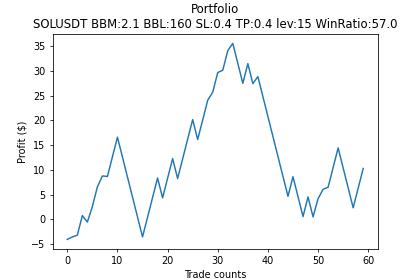 Portfolio
SOLUSDT BBM:2.1 BBL:160 SL:0.4 TP:0.4 lev:15 WinRatio:57.0
35
30
25
20
15
10
5
0
−5
Profit ($)
0 10 20 30 40 50 60
Trade counts